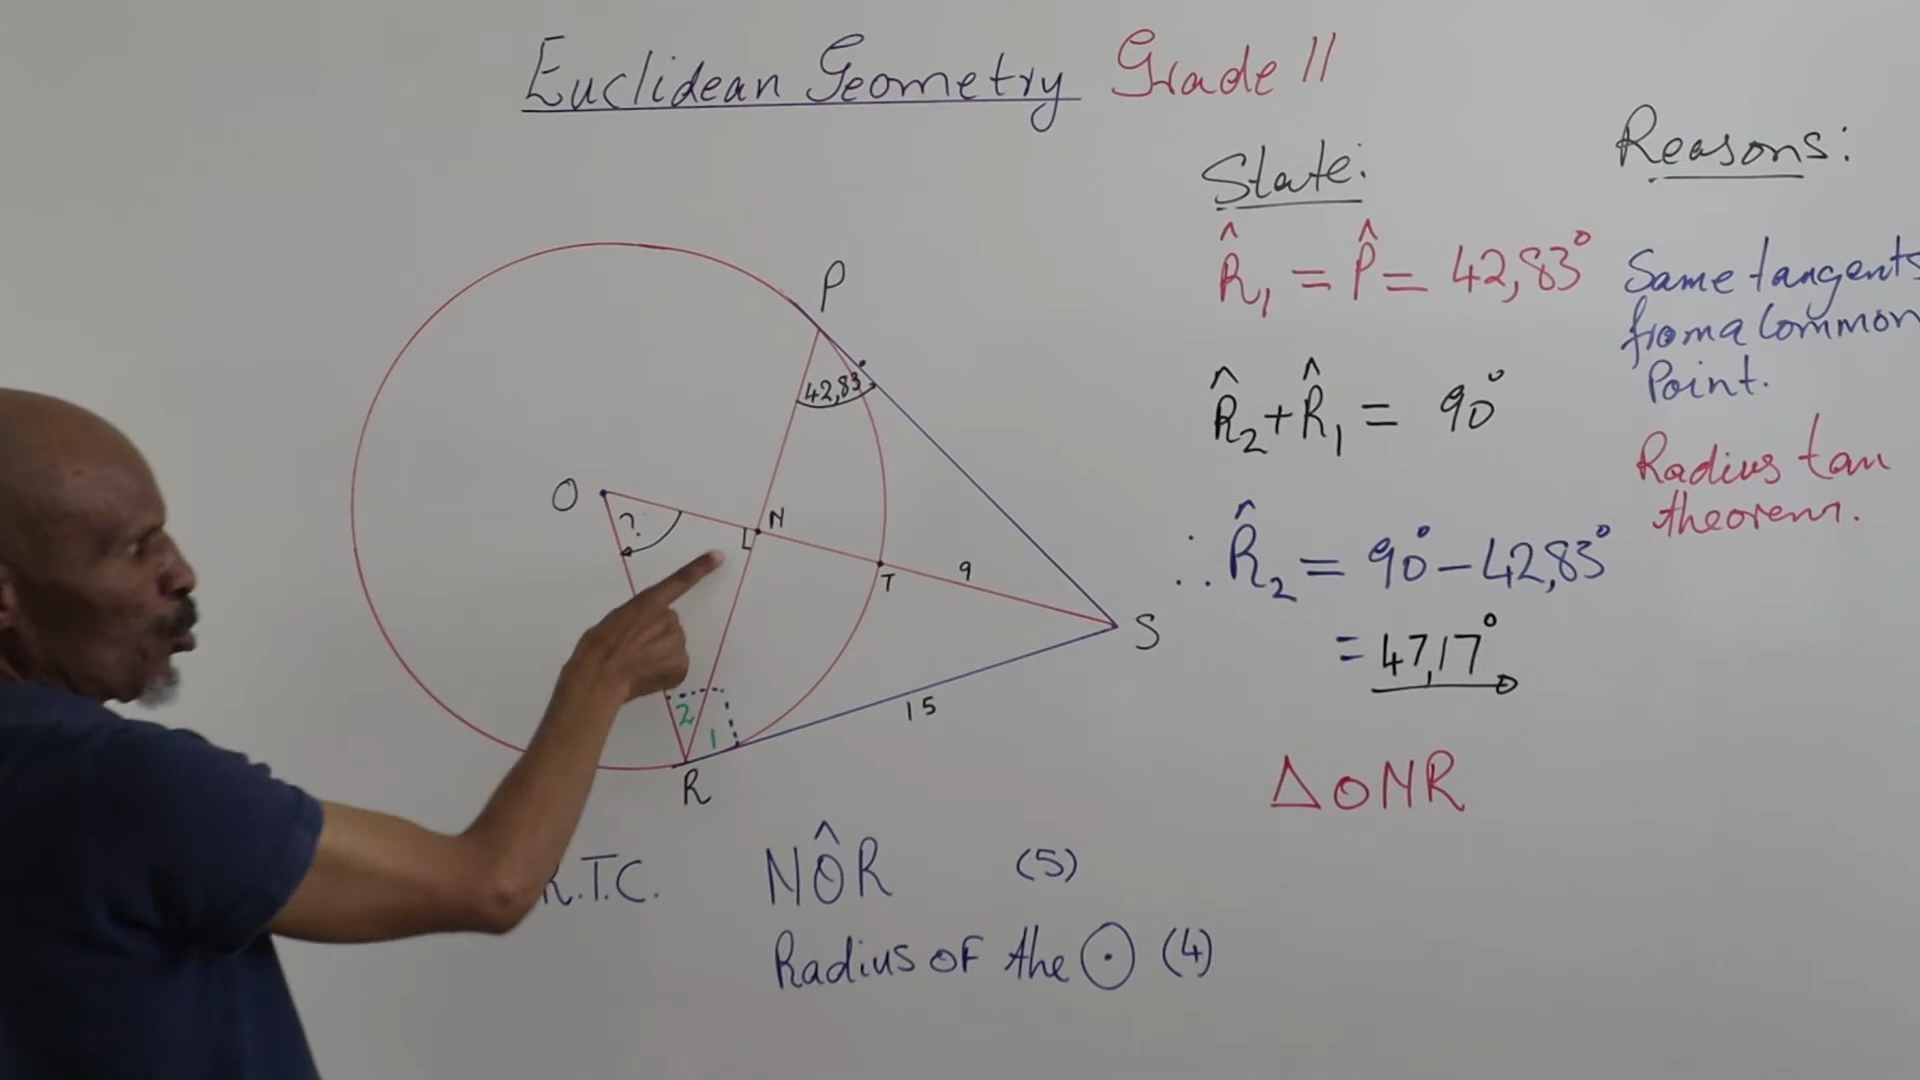 Euclidean Geometry Grade 11
State:
Reasons:
R̂₁ = P̂ = 42,83°
Same tangents
from a Common
Point.
R̂₂ + R̂₁ = 90°
Radius tan
theorem.
∴ R̂₂ = 90° - 42,83°
= 47,17°
△ONR
P
42,83°
O
?
N
T
9
S
15
2
1
R
R.T.C. NÔR (5)
Radius of the ⊙ (4)